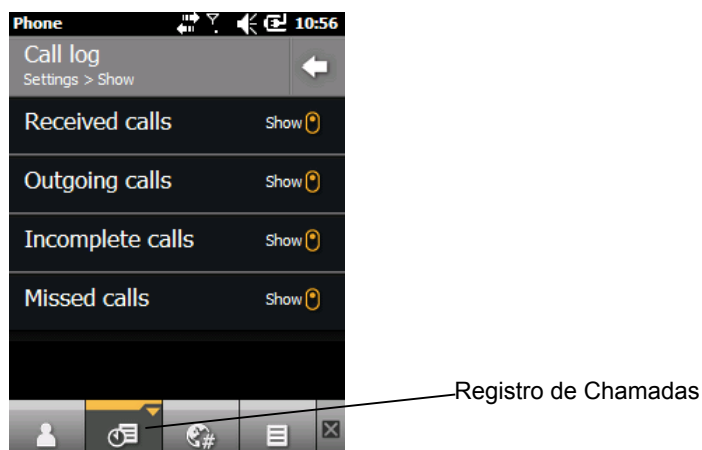 Phone 10:56
Call log
Settings > Show
Received calls Show
Outgoing calls Show
Incomplete calls Show
Missed calls Show
Registro de Chamadas
#